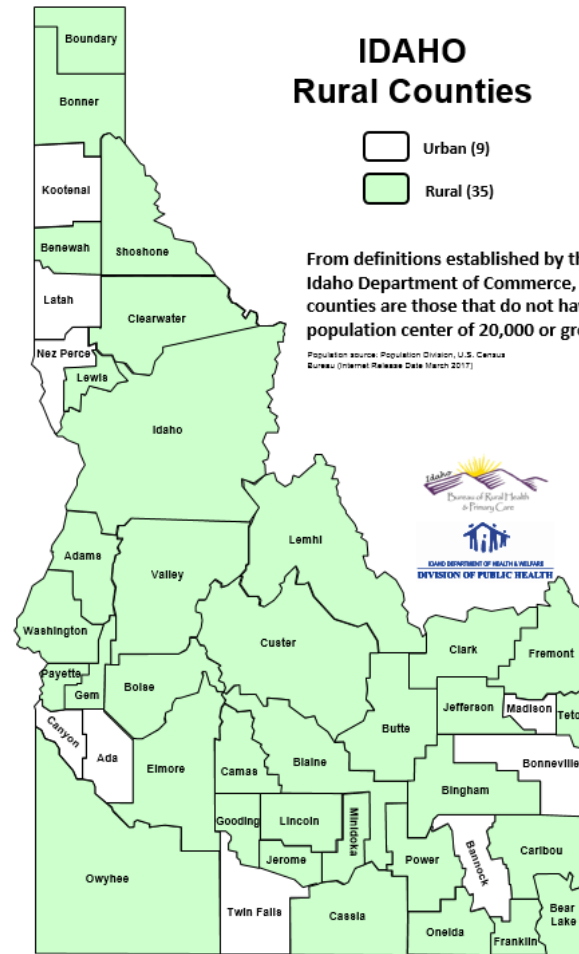 IDAHO
Rural Counties
Urban (9)
Rural (35)
From definitions established by th
Idaho Department of Commerce,
counties are those that do not hav
population center of 20,000 or gre
Population source: Population Division, U.S. Census
Bureau (Internet Release Date March 2017)
Boundary
Bonner
Kootenai
Benewah
Shoshone
Latah
Clearwater
Nez Perce
Lewis
Idaho
Idaho
Bureau of Rural Health
& Primary Care
IDAHO DEPARTMENT OF HEALTH & WELFARE
DIVISION OF PUBLIC HEALTH
Lemhi
Adams
Valley
Washington
Custer
Clark
Fremont
Payette
Gem
Boise
Jefferson
Madison
Teto
Butte
Canyon
Ada
Elmore
Camas
Blaine
Bonneville
Bingham
Gooding
Lincoln
Minidoka
Jerome
Power
Bannock
Caribou
Owyhee
Twin Falls
Cassia
Oneida
Franklin
Bear
Lake